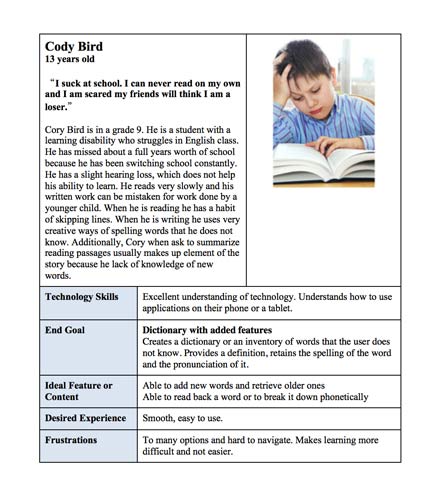 Cody Bird
13 years old
“I suck at school. I can never read on my own
and I am scared my friends will think I am a
loser.”
Cory Bird is in a grade 9. He is a student with a
learning disability who struggles in English class.
He has missed about a full years worth of school
because he has been switching school constantly.
He has a slight hearing loss, which does not help
his ability to learn. He reads very slowly and his
written work can be mistaken for work done by a
younger child. When he is reading he has a habit
of skipping lines. When he is writing he uses very
creative ways of spelling words that he does not
know. Additionally, Cory when ask to summarize
reading passages usually makes up element of the
story because he lack of knowledge of new
words.
Technology Skills
Excellent understanding of technology. Understands how to use
applications on their phone or a tablet.
End Goal
Dictionary with added features
Creates a dictionary or an inventory of words that the user does
not know. Provides a definition, retains the spelling of the word
and the pronunciation of it.
Ideal Feature or
Content
Able to add new words and retrieve older ones
Able to read back a word or to break it down phonetically
Desired Experience
Smooth, easy to use.
Frustrations
To many options and hard to navigate. Makes learning more
difficult and not easier.